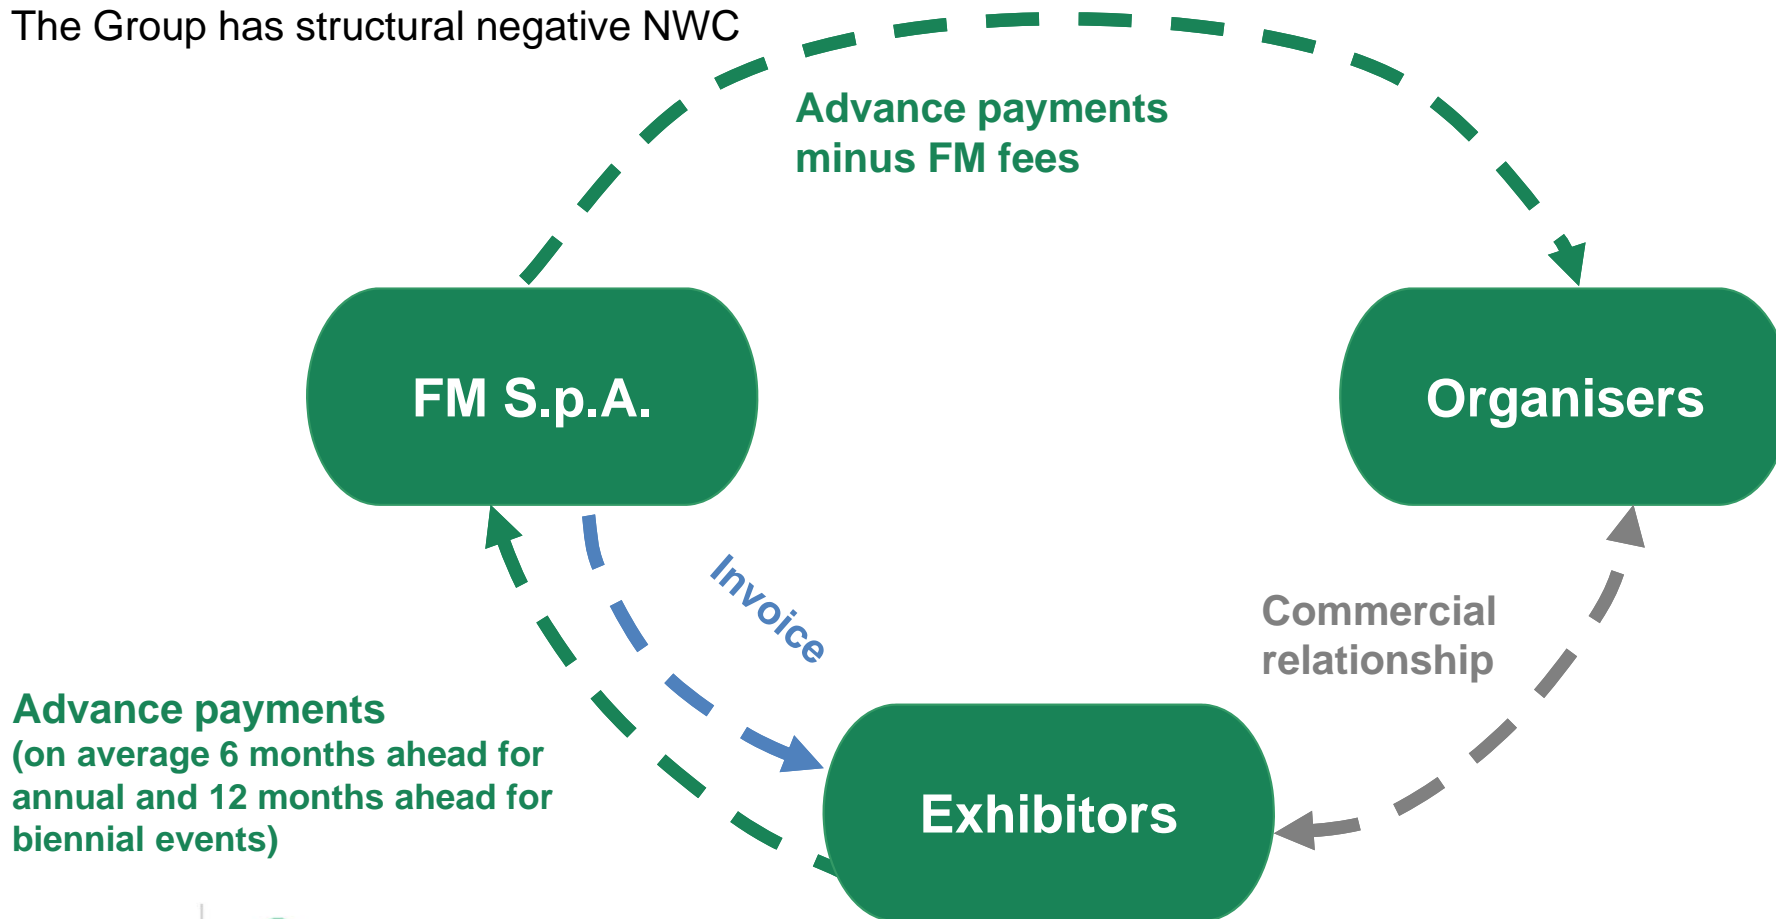 The Group has structural negative NWC
Advance payments
minus FM fees
FM S.p.A.
Organisers
Invoice
Commercial
relationship
Advance payments
(on average 6 months ahead for
annual and 12 months ahead for
biennial events)
Exhibitors